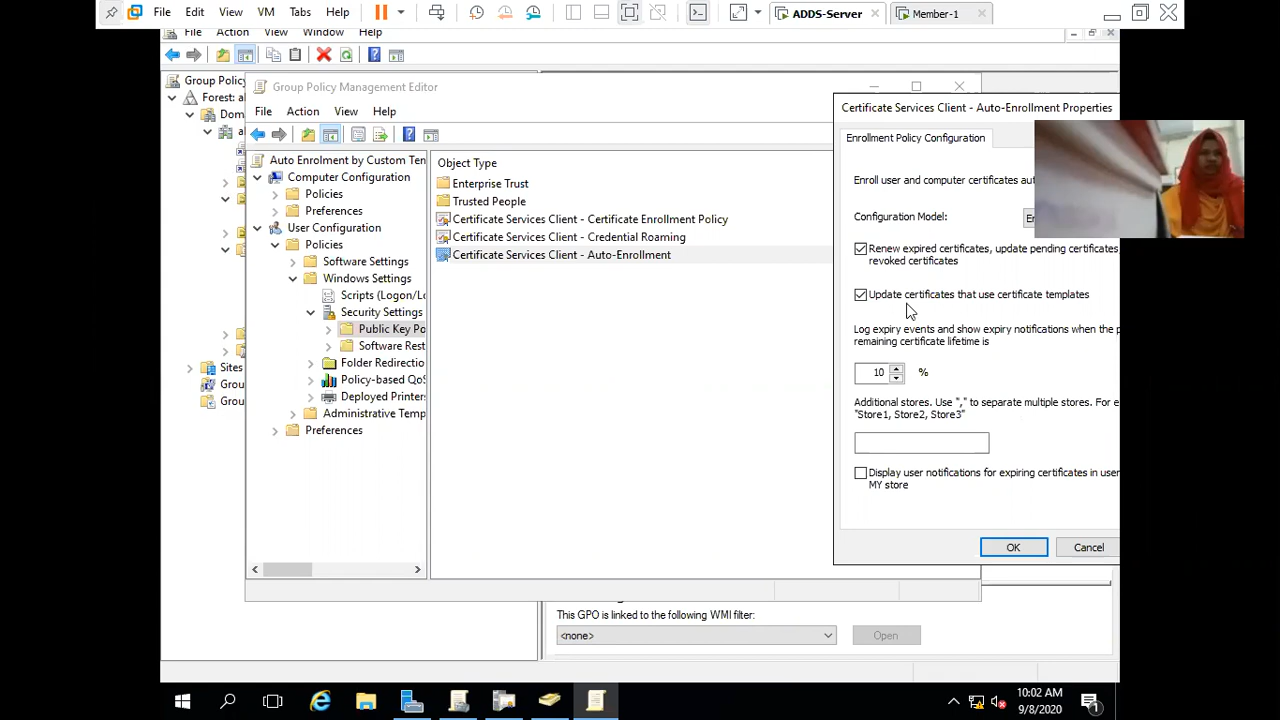 File Edit View VM Tabs Help
ADDS-Server
Member-1
File Action View Window Help
Group Policy
Forest: al
Dom
a
Sites
Grou
Grou
Group Policy Management Editor
File Action View Help
Auto Enrolment by Custom Ten
Computer Configuration
Policies
Preferences
User Configuration
Policies
Software Settings
Windows Settings
Scripts (Logon/Lo
Security Settings
Public Key Po
Software Rest
Folder Redirectio
Policy-based QoS
Deployed Printers
Administrative Temp
Preferences
Object Type
Enterprise Trust
Trusted People
Certificate Services Client - Certificate Enrollment Policy
Certificate Services Client - Credential Roaming
Certificate Services Client - Auto-Enrollment
Certificate Services Client - Auto-Enrollment Properties
Enrollment Policy Configuration
Enroll user and computer certificates aut
Configuration Model: En
Renew expired certificates, update pending certificates
revoked certificates
Update certificates that use certificate templates
Log expiry events and show expiry notifications when the p
remaining certificate lifetime is
10 %
Additional stores. Use "," to separate multiple stores. For e
"Store1, Store2, Store3"
Display user notifications for expiring certificates in user
MY store
OK Cancel
This GPO is linked to the following WMI filter:
<none> Open
10:02 AM
9/8/2020
1